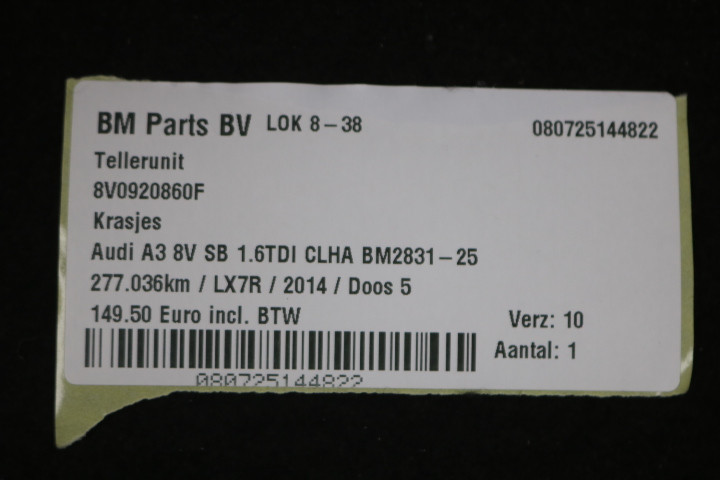 BM Parts BV LOK 8-38 080725144822
Tellerunit
8V0920860F
Krasjes
Audi A3 8V SB 1.6TDI CLHA BM2831-25
277.036km / LX7R / 2014 / Doos 5
149.50 Euro incl. BTW Verz: 10
Aantal: 1
080725144822